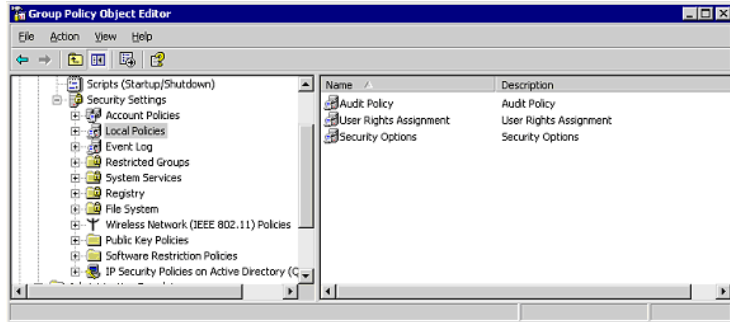 Group Policy Object Editor
File Action View Help
Scripts (Startup/Shutdown)
Security Settings
Account Policies
Local Policies
Event Log
Restricted Groups
System Services
Registry
File System
Wireless Network (IEEE 802.11) Policies
Public Key Policies
Software Restriction Policies
IP Security Policies on Active Directory (C
Name Description
Audit Policy Audit Policy
User Rights Assignment User Rights Assignment
Security Options Security Options